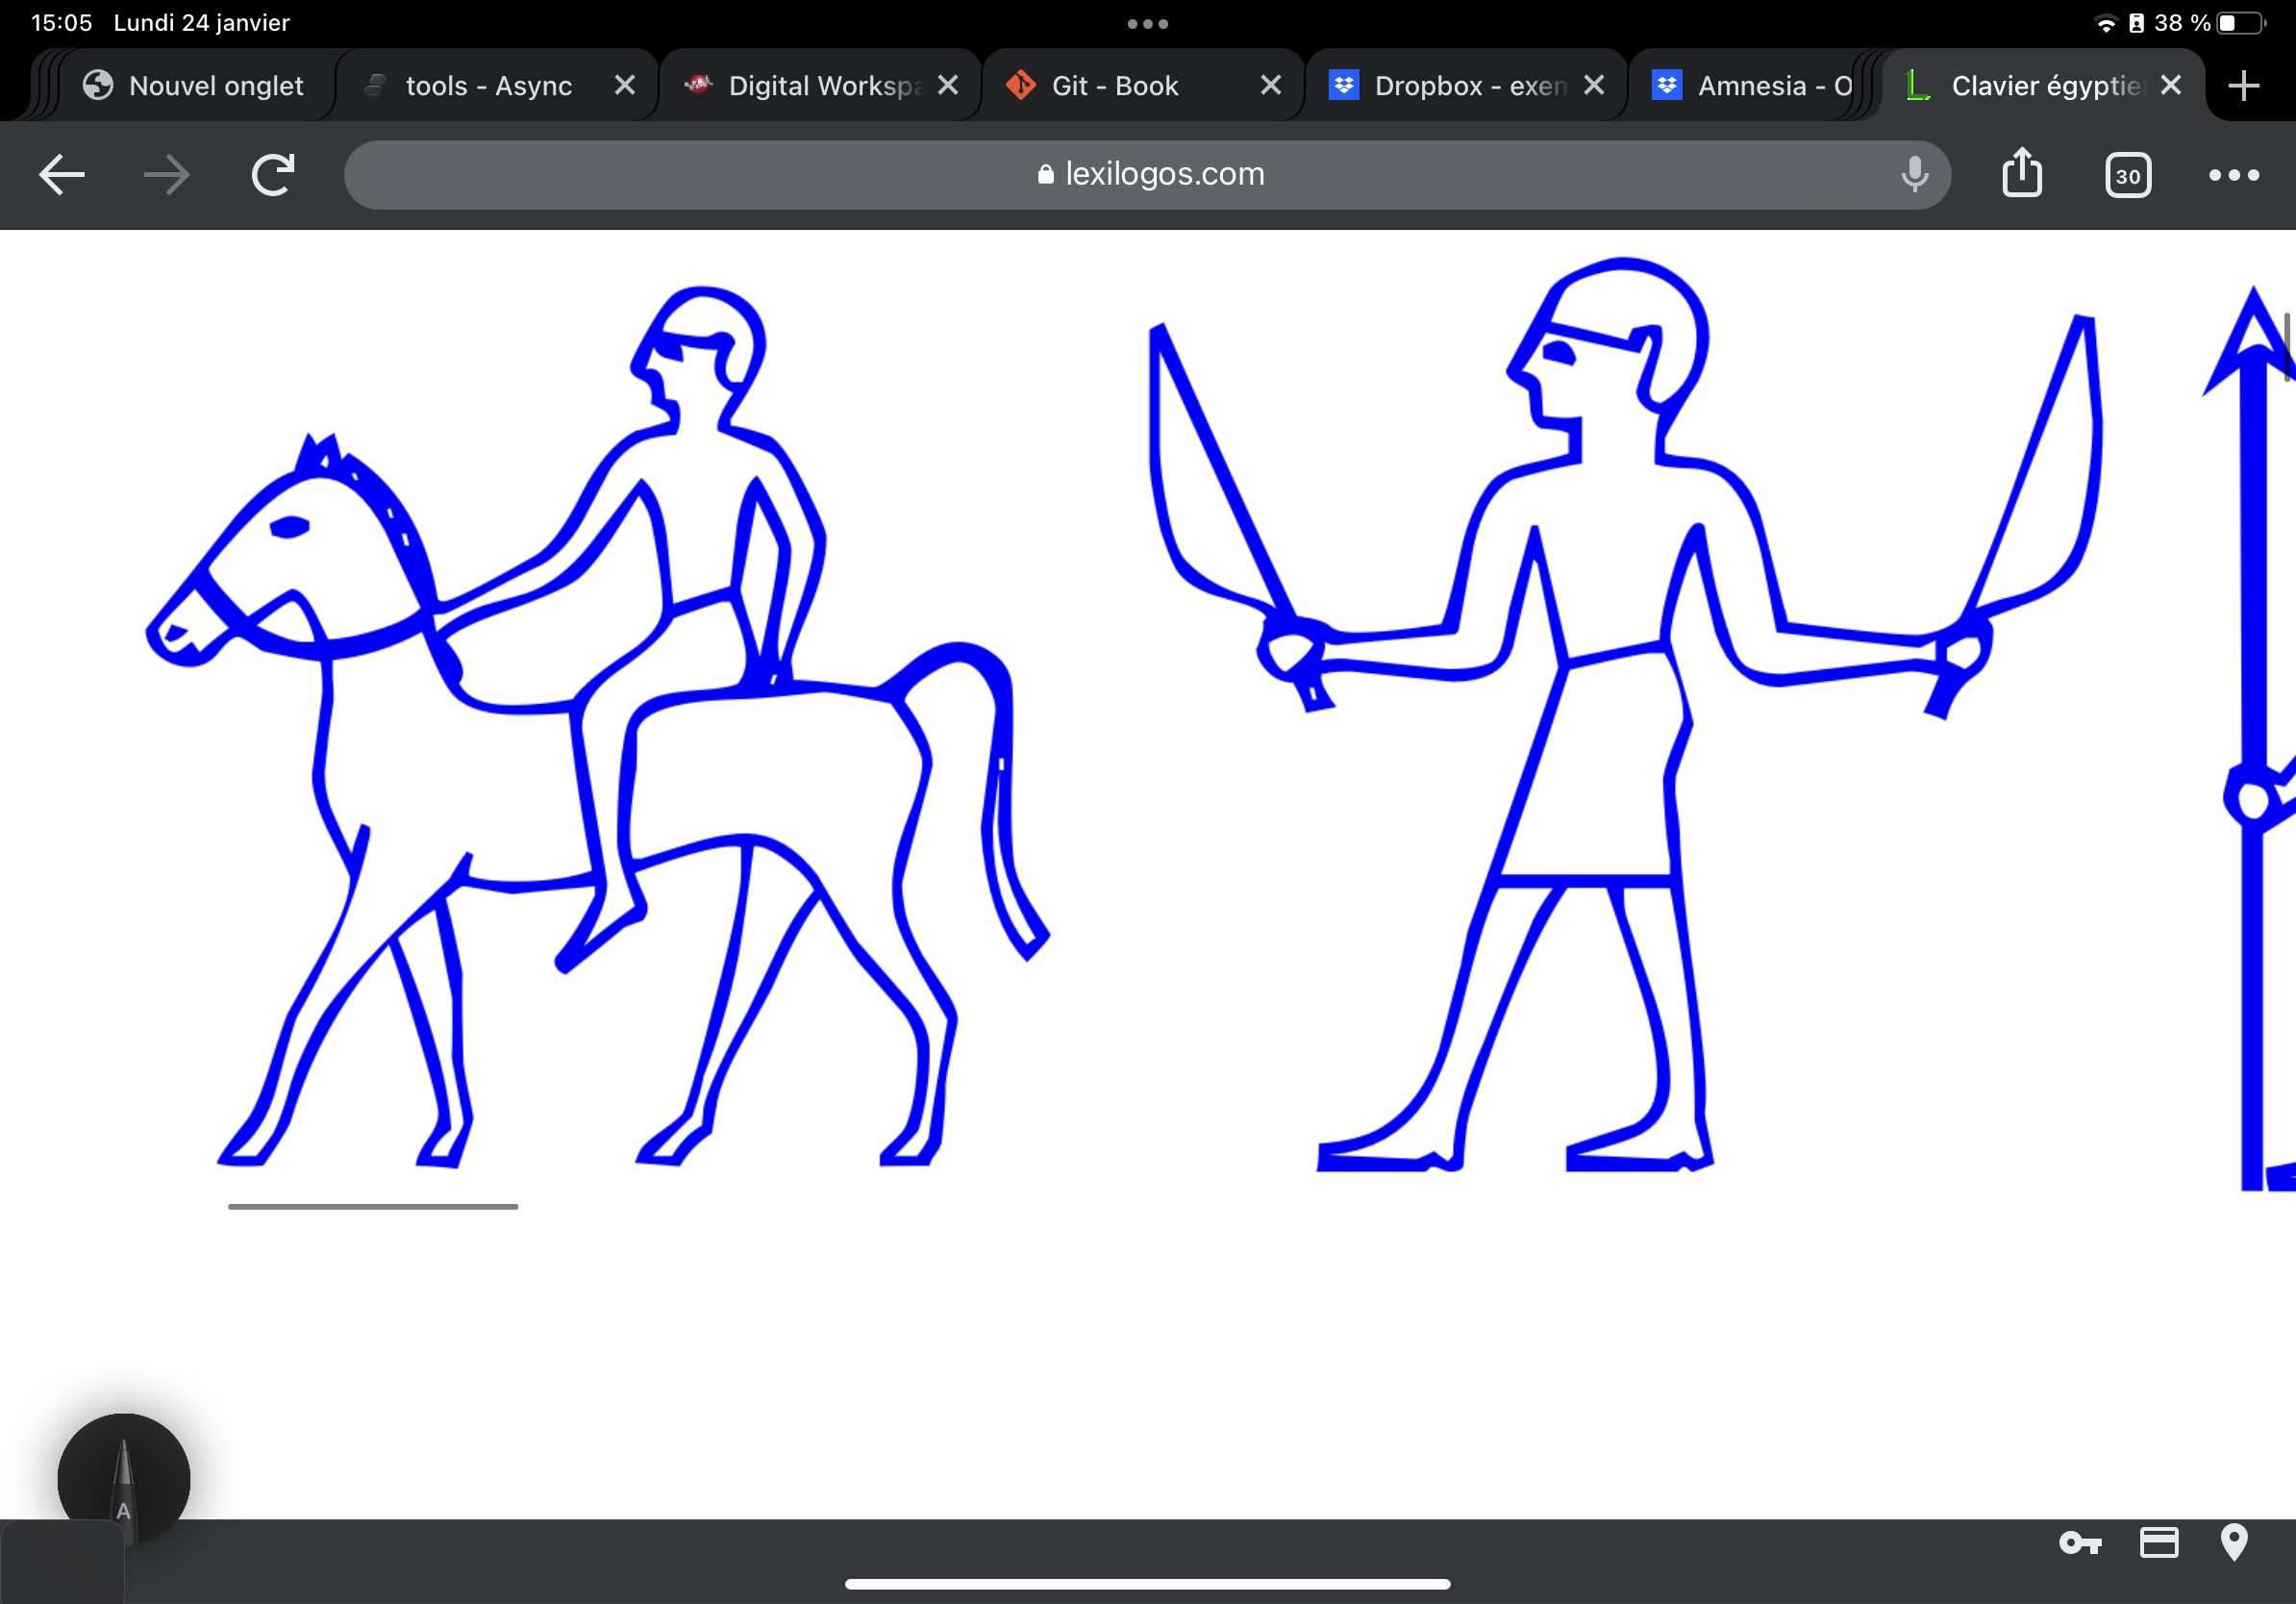 15:05 Lundi 24 janvier 38 %
Nouvel onglet tools - Async Digital Workspa Git - Book Dropbox - exem Amnesia - O Clavier égyptie
lexilogos.com 30
A